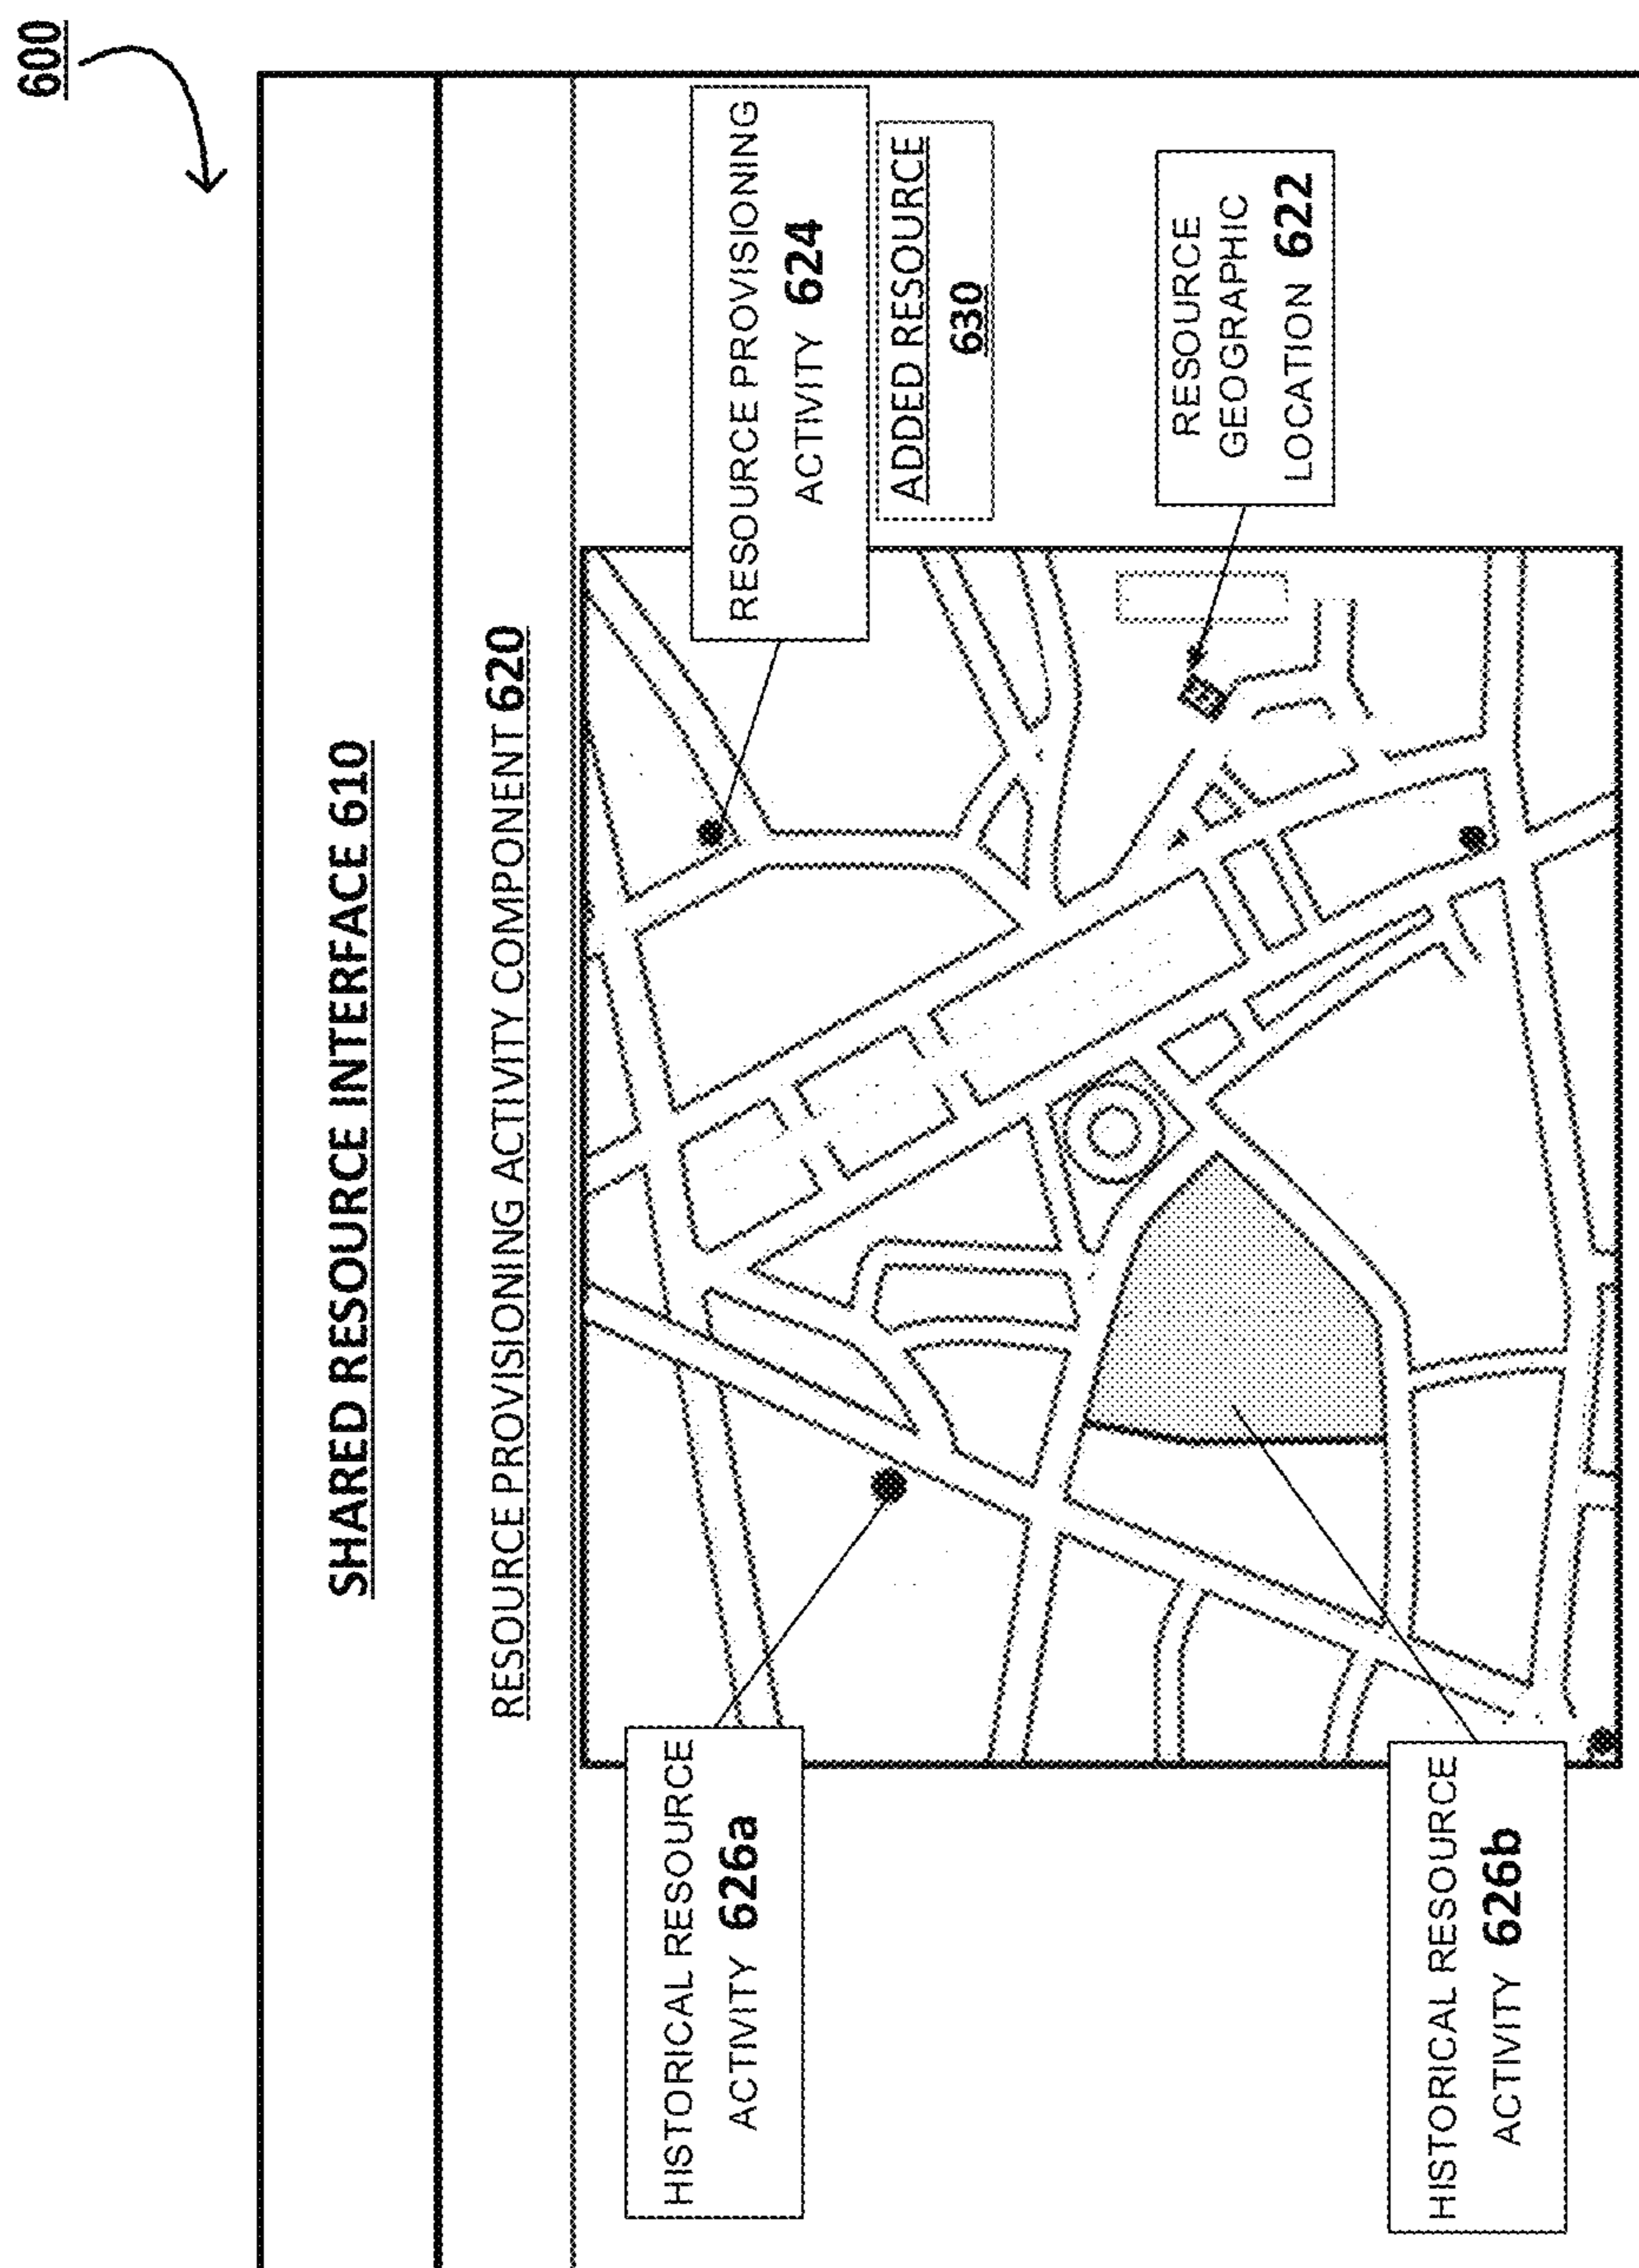 600
SHARED RESOURCE INTERFACE 610
RESOURCE PROVISIONING ACTIVITY COMPONENT 620
HISTORICAL RESOURCE
ACTIVITY 626a
RESOURCE PROVISIONING
ACTIVITY 624
ADDED RESOURCE
630
RESOURCE
GEOGRAPHIC
LOCATION 622
HISTORICAL RESOURCE
ACTIVITY 626b